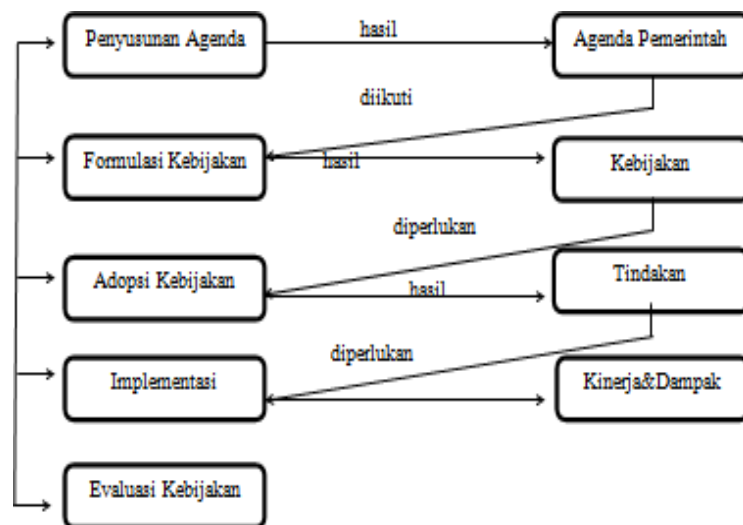 Penyusunan Agenda
hasil
Agenda Pemerintah
diikuti
Formulasi Kebijakan
hasil
Kebijakan
diperlukan
Adopsi Kebijakan
hasil
Tindakan
diperlukan
Implementasi
Kinerja&Dampak
Evaluasi Kebijakan